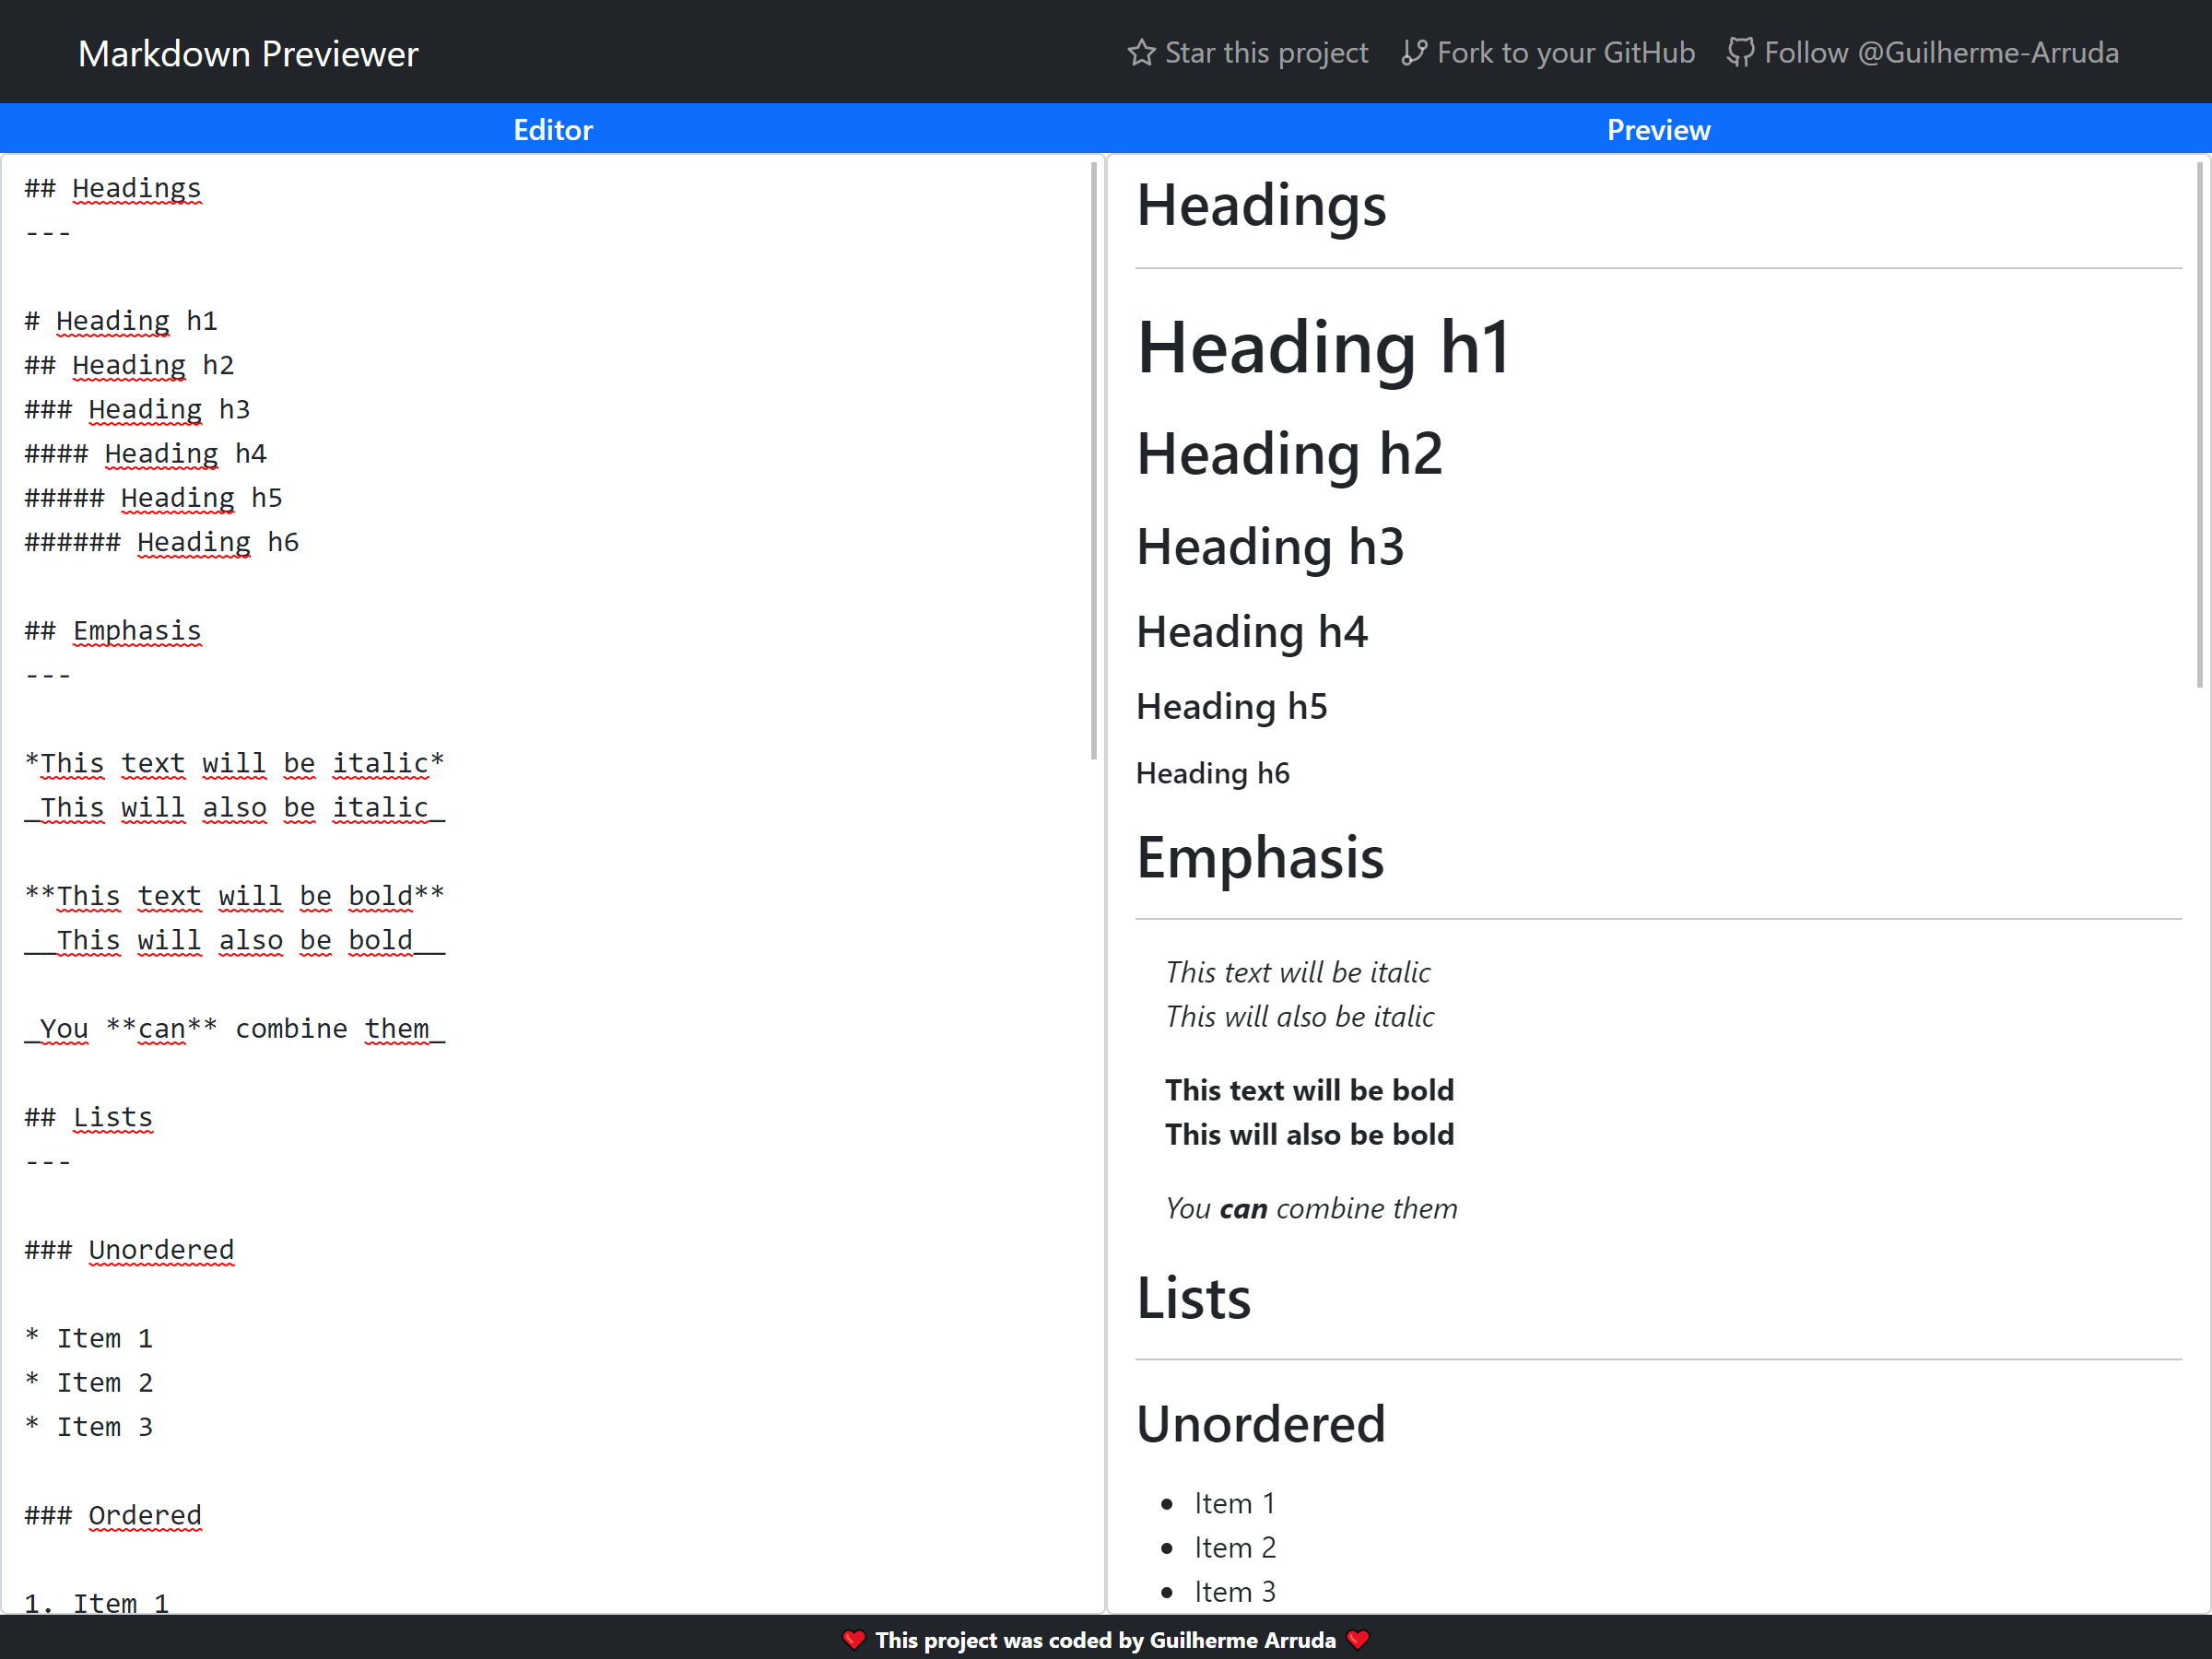 Markdown Previewer
Star this project
Fork to your GitHub
Follow @Guilherme-Arruda
Editor
Preview
## Headings
---
# Heading h1
## Heading h2
### Heading h3
#### Heading h4
##### Heading h5
###### Heading h6
## Emphasis
---
*This text will be italic*
_This will also be italic_
**This text will be bold**
__This will also be bold__
_You **can** combine them_
## Lists
---
### Unordered
* Item 1
* Item 2
* Item 3
### Ordered
1. Item 1
Headings
Heading h1
Heading h2
Heading h3
Heading h4
Heading h5
Heading h6
Emphasis
This text will be italic
This will also be italic
This text will be bold
This will also be bold
You can combine them
Lists
Unordered
• Item 1
• Item 2
• Item 3
❤️ This project was coded by Guilherme Arruda ❤️